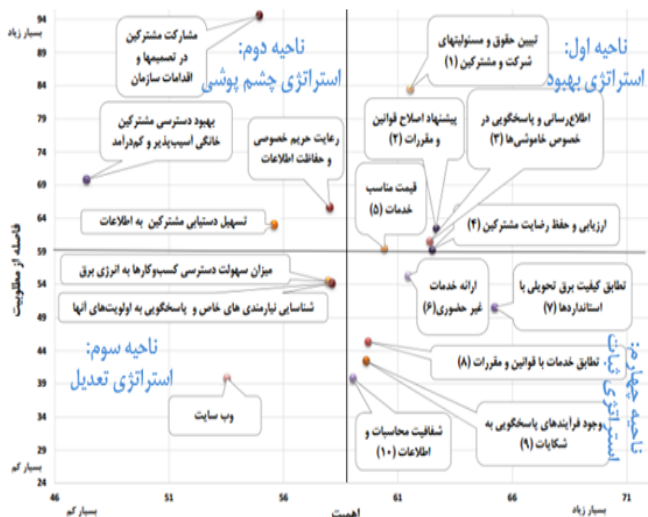 بسیار زیاد
94
84
79
74
69
64
59
54
49
44
39
34
29
24
بسیار کم
فاصله از مطلوبیت
ناحیه دوم:
استراتژی چشم پوشی
مشارکت مشترکین
در تصمیمها و
اقدامات سازمان
بهبود دسترسی مشترکین
خانگی آسیب‌پذیر و کم‌درآمد
رعایت حریم خصوصی
و حفاظت اطلاعات
تسهیل دستیابی مشترکین به اطلاعات
ناحیه اول:
استراتژی بهبود
تبیین حقوق و مسئولیتهای
شرکت و مشترکین (۱)
پیشنهاد اصلاح قوانین
و مقررات (۲)
اطلاع‌رسانی و پاسخگویی در
خصوص خاموشی‌ها (۳)
قیمت مناسب
خدمات (۵)
ارزیابی و حفظ رضایت مشترکین (۴)
میزان سهولت دسترسی کسب‌وکارها به انرژی برق
شناسایی نیازمندی های خاص و پاسخگویی به اولویت‌های آنها
ناحیه سوم:
استراتژی تعدیل
وب سایت
ارائه خدمات
غیر حضوری(۶)
تطابق کیفیت برق تحویلی با
استانداردها (۷)
ناحیه چهارم:
استراتژی ثبات
تطابق خدمات با قوانین و مقررات (۸)
وجود فرآیندهای پاسخگویی به
شکایات (۹)
شفافیت محاسبات و
اطلاعات (۱۰)
46
51
56
61
66
71
بسیار کم
اهمیت
بسیار زیاد